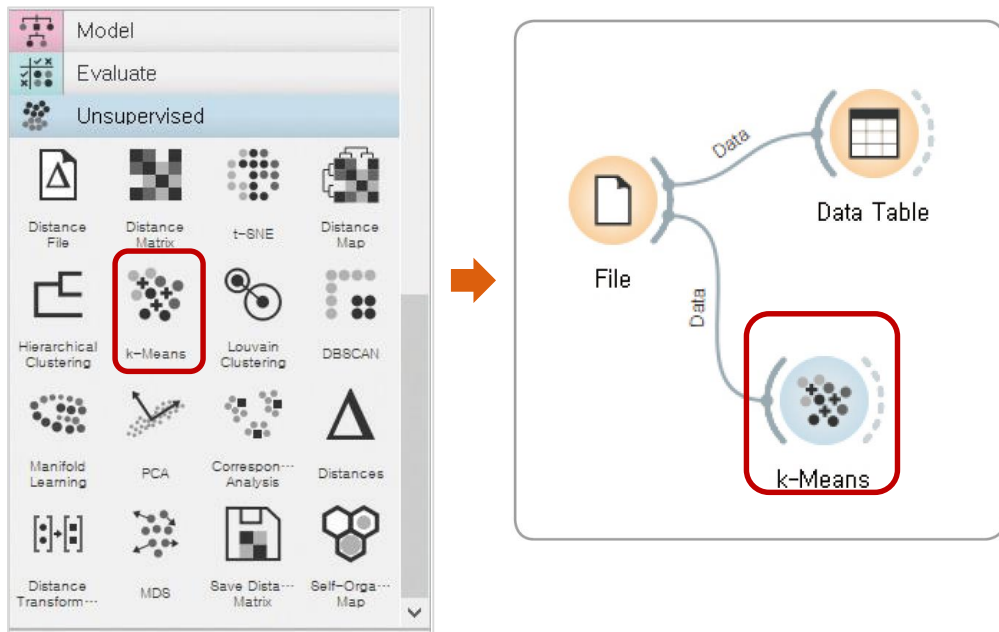 Model
Evaluate
Unsupervised
Distance
File
Distance
Matrix
t-SNE
Distance
Map
Hierarchical
Clustering
k-Means
Louvain
Clustering
DBSCAN
Manifold
Learning
PCA
Correspon···
Analysis
Distances
Distance
Transform···
MDS
Save Dista···
Matrix
Self-Orga···
Map
File
Data
Data Table
Data
k-Means